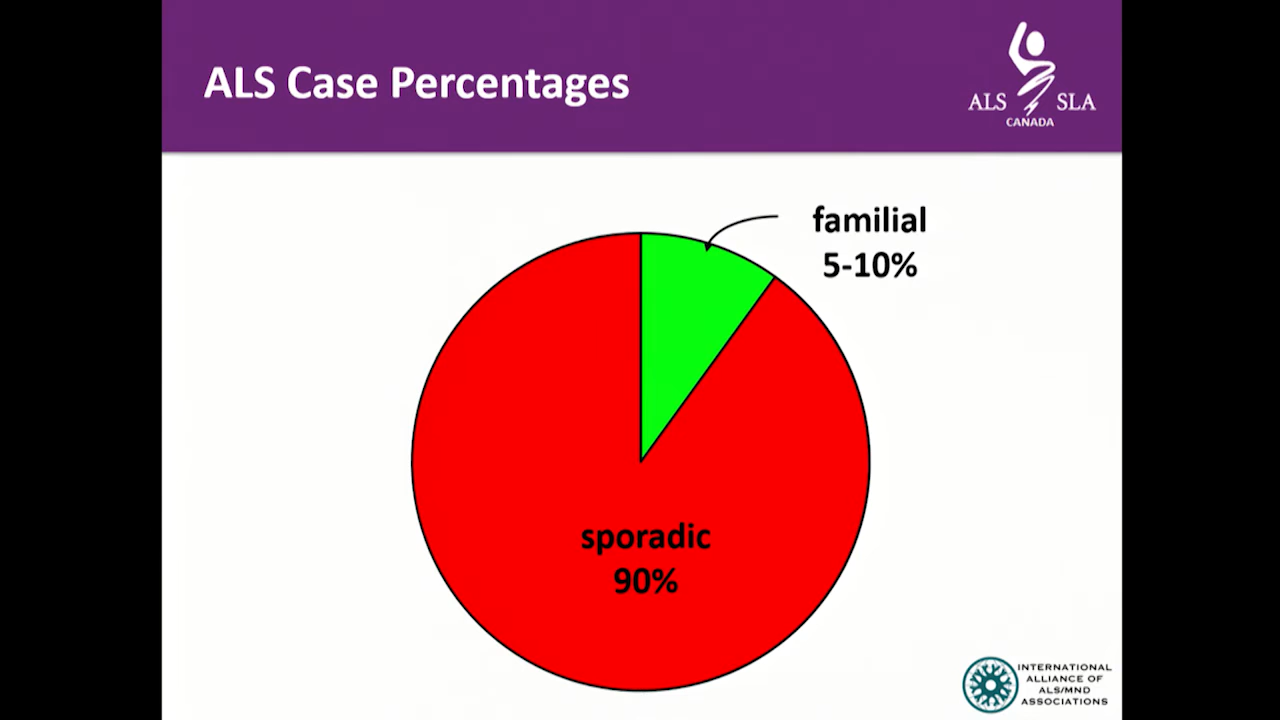 ALS Case Percentages
ALS SLA
CANADA
familial
5-10%
sporadic
90%
INTERNATIONAL
ALLIANCE OF
ALS/MND
ASSOCIATIONS